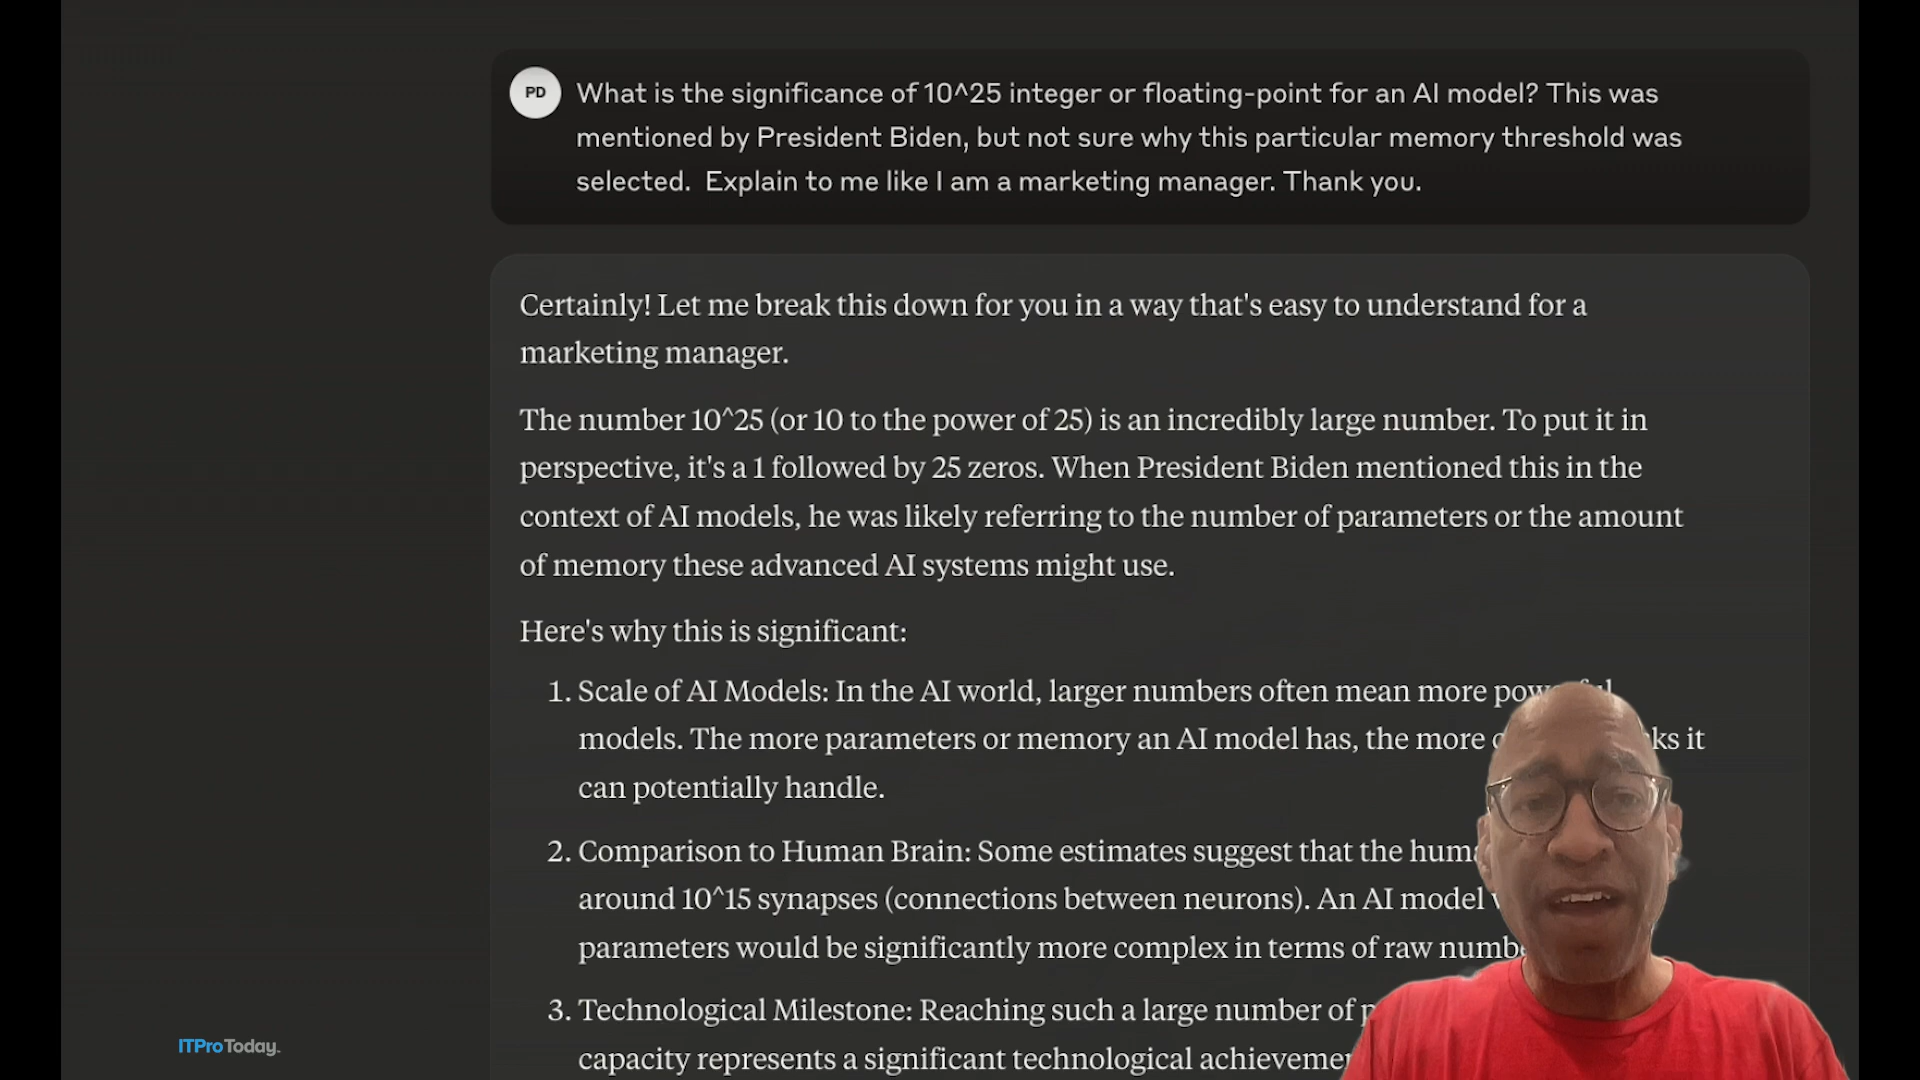 PD
What is the significance of 10^25 integer or floating-point for an AI model? This was
mentioned by President Biden, but not sure why this particular memory threshold was
selected.  Explain to me like I am a marketing manager. Thank you.
Certainly! Let me break this down for you in a way that's easy to understand for a
marketing manager.
The number 10^25 (or 10 to the power of 25) is an incredibly large number. To put it in
perspective, it's a 1 followed by 25 zeros. When President Biden mentioned this in the
context of AI models, he was likely referring to the number of parameters or the amount
of memory these advanced AI systems might use.
Here's why this is significant:
1. Scale of AI Models: In the AI world, larger numbers often mean more
models. The more parameters or memory an AI model has, the more it
can potentially handle.
2. Comparison to Human Brain: Some estimates suggest that the
around 10^15 synapses (connections between neurons). An AI model
parameters would be significantly more complex in terms of raw
3. Technological Milestone: Reaching such a large number of
capacity represents a significant technological
ITProToday.